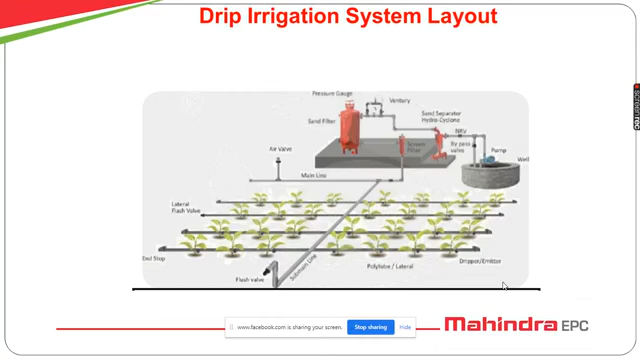 Drip Irrigation System Layout
Pressure Gauge
Ventury
Sand Filter
Sand Separator
Hydro-Cyclone
NRV
Air Valve
Screen
Filter
By pass
valve
Pump
Well
Main Line
Lateral
Flash Valve
End Stop
Flash valve
Submain Line
Polytube / Lateral
Dripper/Emitter
www.facebook.com is sharing your screen.
Stop sharing
Hide
Mahindra EPC